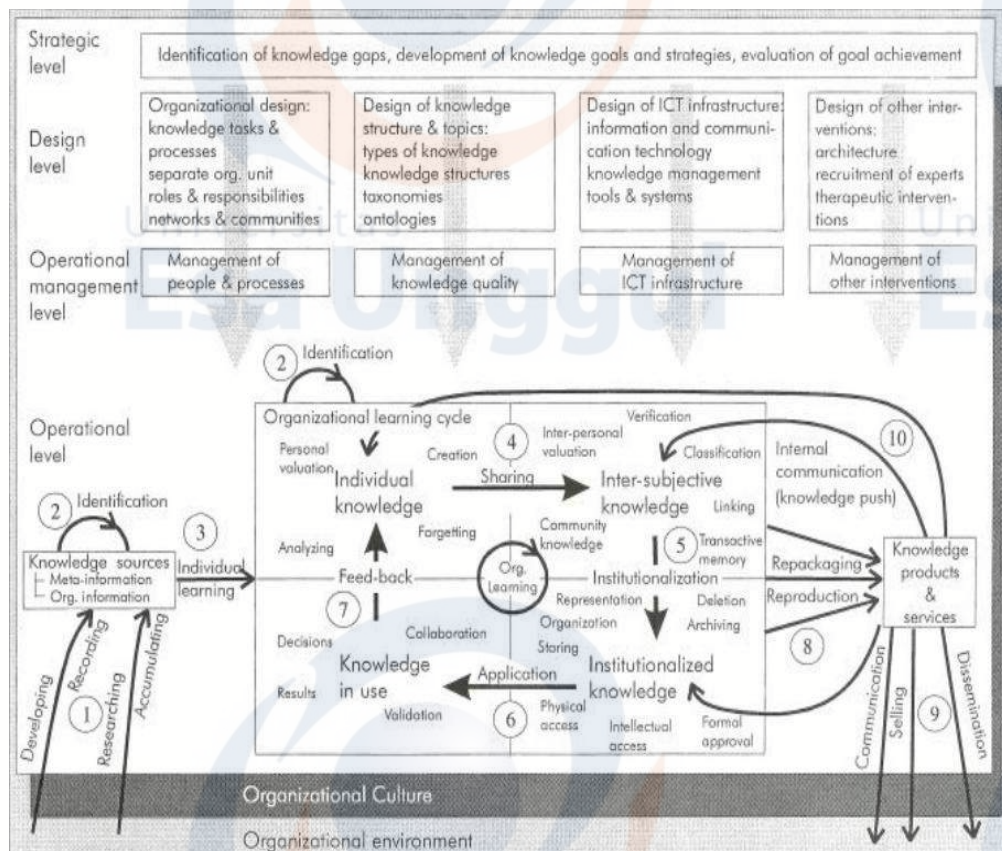 Strategic
level
Identification of knowledge gaps, development of knowledge goals and strategies, evaluation of goal achievement
Design
level
Organizational design:
knowledge tasks &
processes
separate org. unit
roles & responsibilities
networks & communities
Design of knowledge
structure & topics:
types of knowledge
knowledge structures
taxonomies
ontologies
Design of ICT infrastructure:
information and communi-
cation technology
knowledge management
tools & systems
Design of other inter-
ventions:
architecture
recruitment of experts
therapeutic interven-
tions
Universitas
Esa Unggul
Uni
Es
Operational
management
level
Management of
people & processes
Management of
knowledge quality
Management of
ICT infrastructure
Management of
other interventions
Operational
level
2
Identification
Organizational learning cycle
Personal
valuation
Creation
4
Sharing
Inter-personal
valuation
Verification
Classification
Individual
knowledge
Inter-subjective
knowledge
Linking
Internal
communication
(knowledge push)
10
2
Identification
Knowledge sources
Meta-information
Org. information
3
Individual
learning
Analyzing
Forgetting
Community
knowledge
5
Transactive
memory
Feed-back
Org.
Learning
Institutionalization
Repackaging
Reproduction
Knowledge
products
&
services
7
Decisions
Collaboration
Representation
Organization
Storing
Deletion
Archiving
8
Knowledge
in use
Application
Institutionalized
knowledge
Results
Validation
6
Physical
access
Intellectual
access
Formal
approval
Developing
Recording
1
Researching
Accumulating
Communication
Selling
9
Dissemination
Organizational Culture
Organizational environment